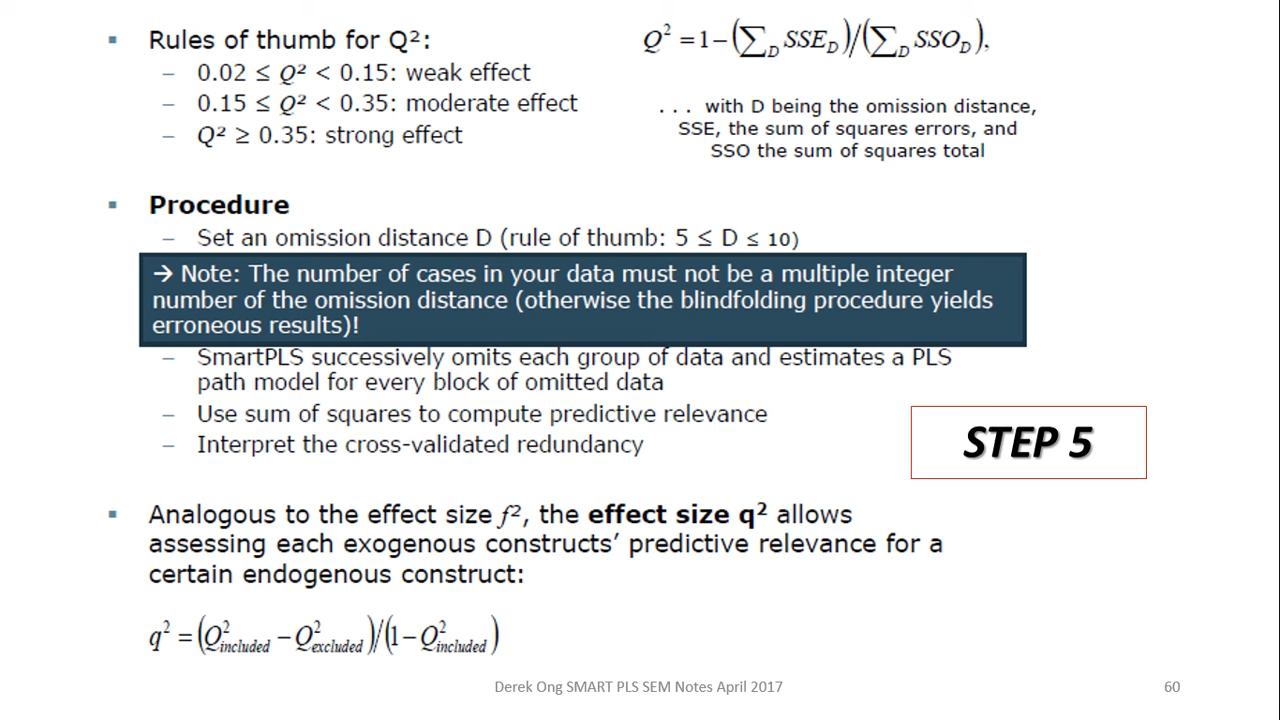 ▪ Rules of thumb for Q²:
– 0.02 ≤ Q² < 0.15: weak effect
– 0.15 ≤ Q² < 0.35: moderate effect
– Q² ≥ 0.35: strong effect
Q² = 1 − (∑_D SSE_D)/(∑_D SSO_D),
. . . with D being the omission distance,
SSE, the sum of squares errors, and
SSO the sum of squares total
▪ Procedure
– Set an omission distance D (rule of thumb: 5 ≤ D ≤ 10)
→ Note: The number of cases in your data must not be a multiple integer
number of the omission distance (otherwise the blindfolding procedure yields
erroneous results)!
– SmartPLS successively omits each group of data and estimates a PLS
path model for every block of omitted data
– Use sum of squares to compute predictive relevance
– Interpret the cross-validated redundancy
STEP 5
▪ Analogous to the effect size f², the effect size q² allows
assessing each exogenous constructs' predictive relevance for a
certain endogenous construct:
q² = (Q²_included − Q²_excluded)/(1 − Q²_included)
Derek Ong SMART PLS SEM Notes April 2017
60